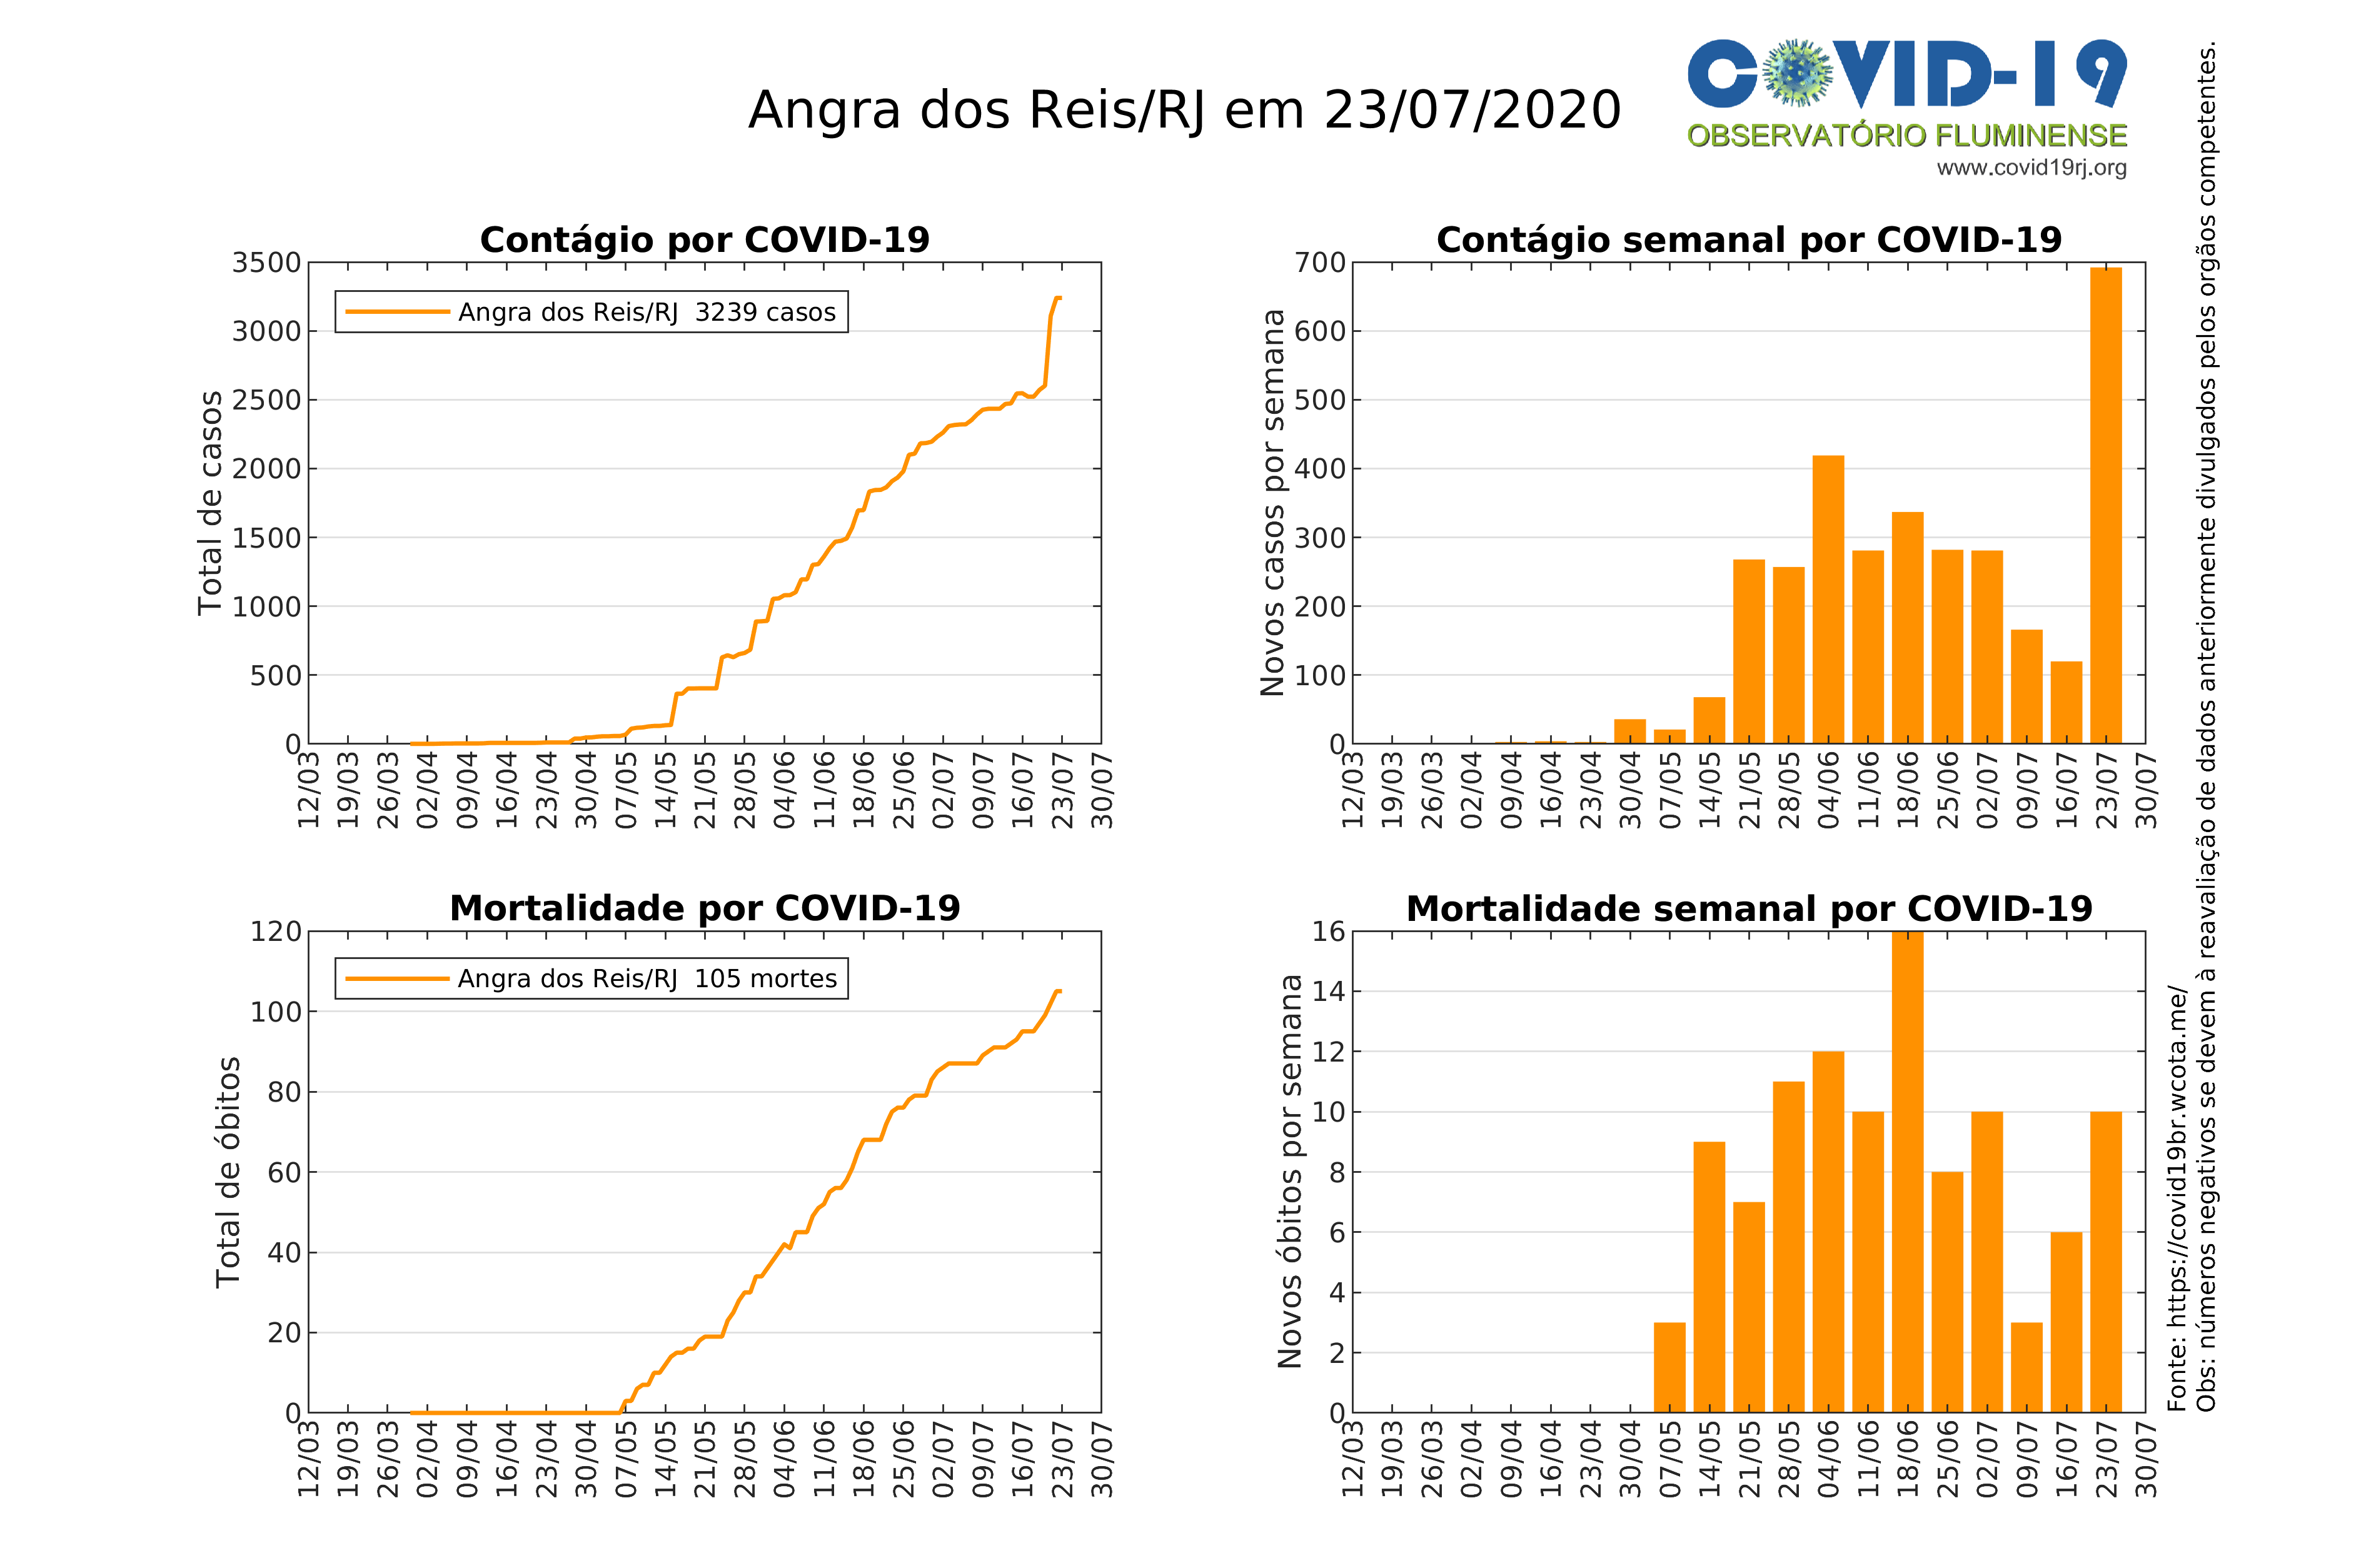 Angra dos Reis/RJ em 23/07/2020
COVID-19
OBSERVATÓRIO FLUMINENSE
www.covid19rj.org
Contágio por COVID-19
Total de casos
3500
3000
2500
2000
1500
1000
500
0
Angra dos Reis/RJ 3239 casos
12/03 19/03 26/03 02/04 09/04 16/04 23/04 30/04 07/05 14/05 21/05 28/05 04/06 11/06 18/06 25/06 02/07 09/07 16/07 23/07 30/07
Contágio semanal por COVID-19
Novos casos por semana
700
600
500
400
300
200
100
0
12/03 19/03 26/03 02/04 09/04 16/04 23/04 30/04 07/05 14/05 21/05 28/05 04/06 11/06 18/06 25/06 02/07 09/07 16/07 23/07 30/07
Mortalidade por COVID-19
Total de óbitos
120
100
80
60
40
20
0
Angra dos Reis/RJ 105 mortes
12/03 19/03 26/03 02/04 09/04 16/04 23/04 30/04 07/05 14/05 21/05 28/05 04/06 11/06 18/06 25/06 02/07 09/07 16/07 23/07 30/07
Mortalidade semanal por COVID-19
Novos óbitos por semana
16
14
12
10
8
6
4
2
0
12/03 19/03 26/03 02/04 09/04 16/04 23/04 30/04 07/05 14/05 21/05 28/05 04/06 11/06 18/06 25/06 02/07 09/07 16/07 23/07 30/07
Fonte: https://covid19br.wcota.me/
Obs: números negativos se devem à reavaliação de dados anteriormente divulgados pelos orgãos competentes.